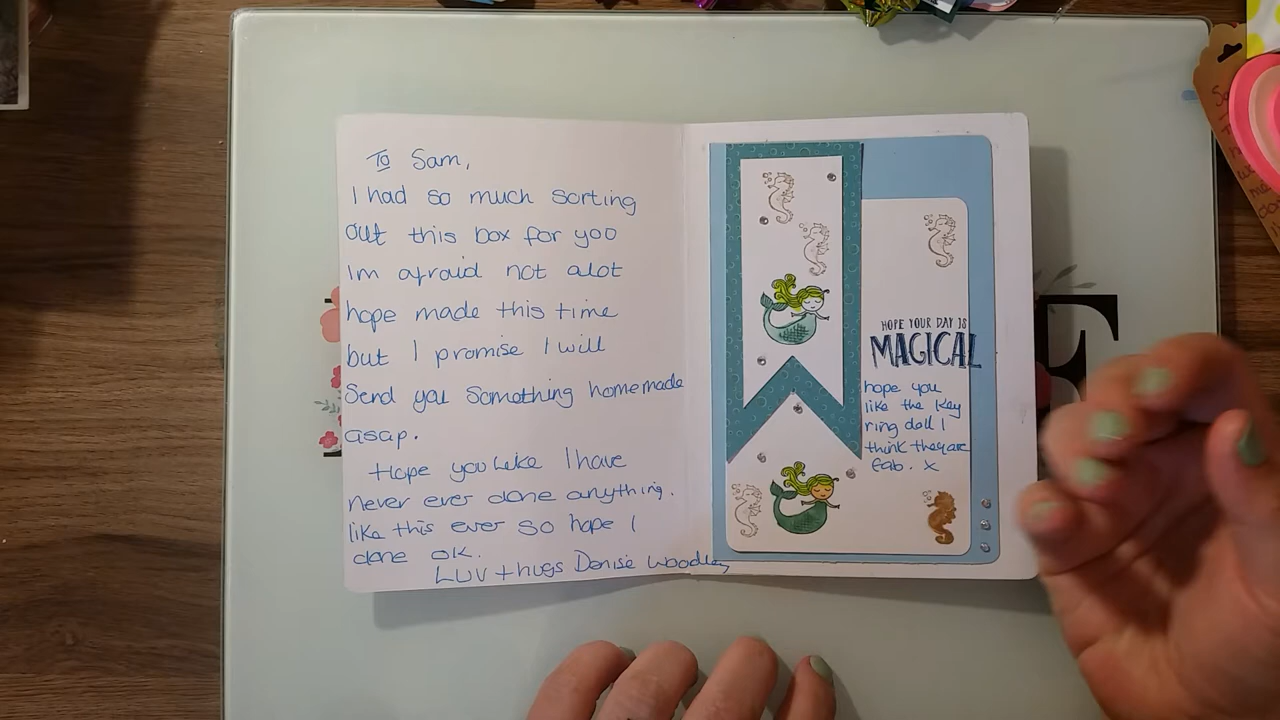 To Sam,
I had so much sorting
out this box for you
Im afraid not alot
hope made this time
but I promise I will
Send you Something homemade
asap.
Hope you Like I have
never ever done anything.
like this ever so hope I
done ok.
LUV + hugs Denise Woodley
HOPE YOUR DAY IS
MAGICAL
hope you
like the Key
ring doll I
think they are
fab. x
E